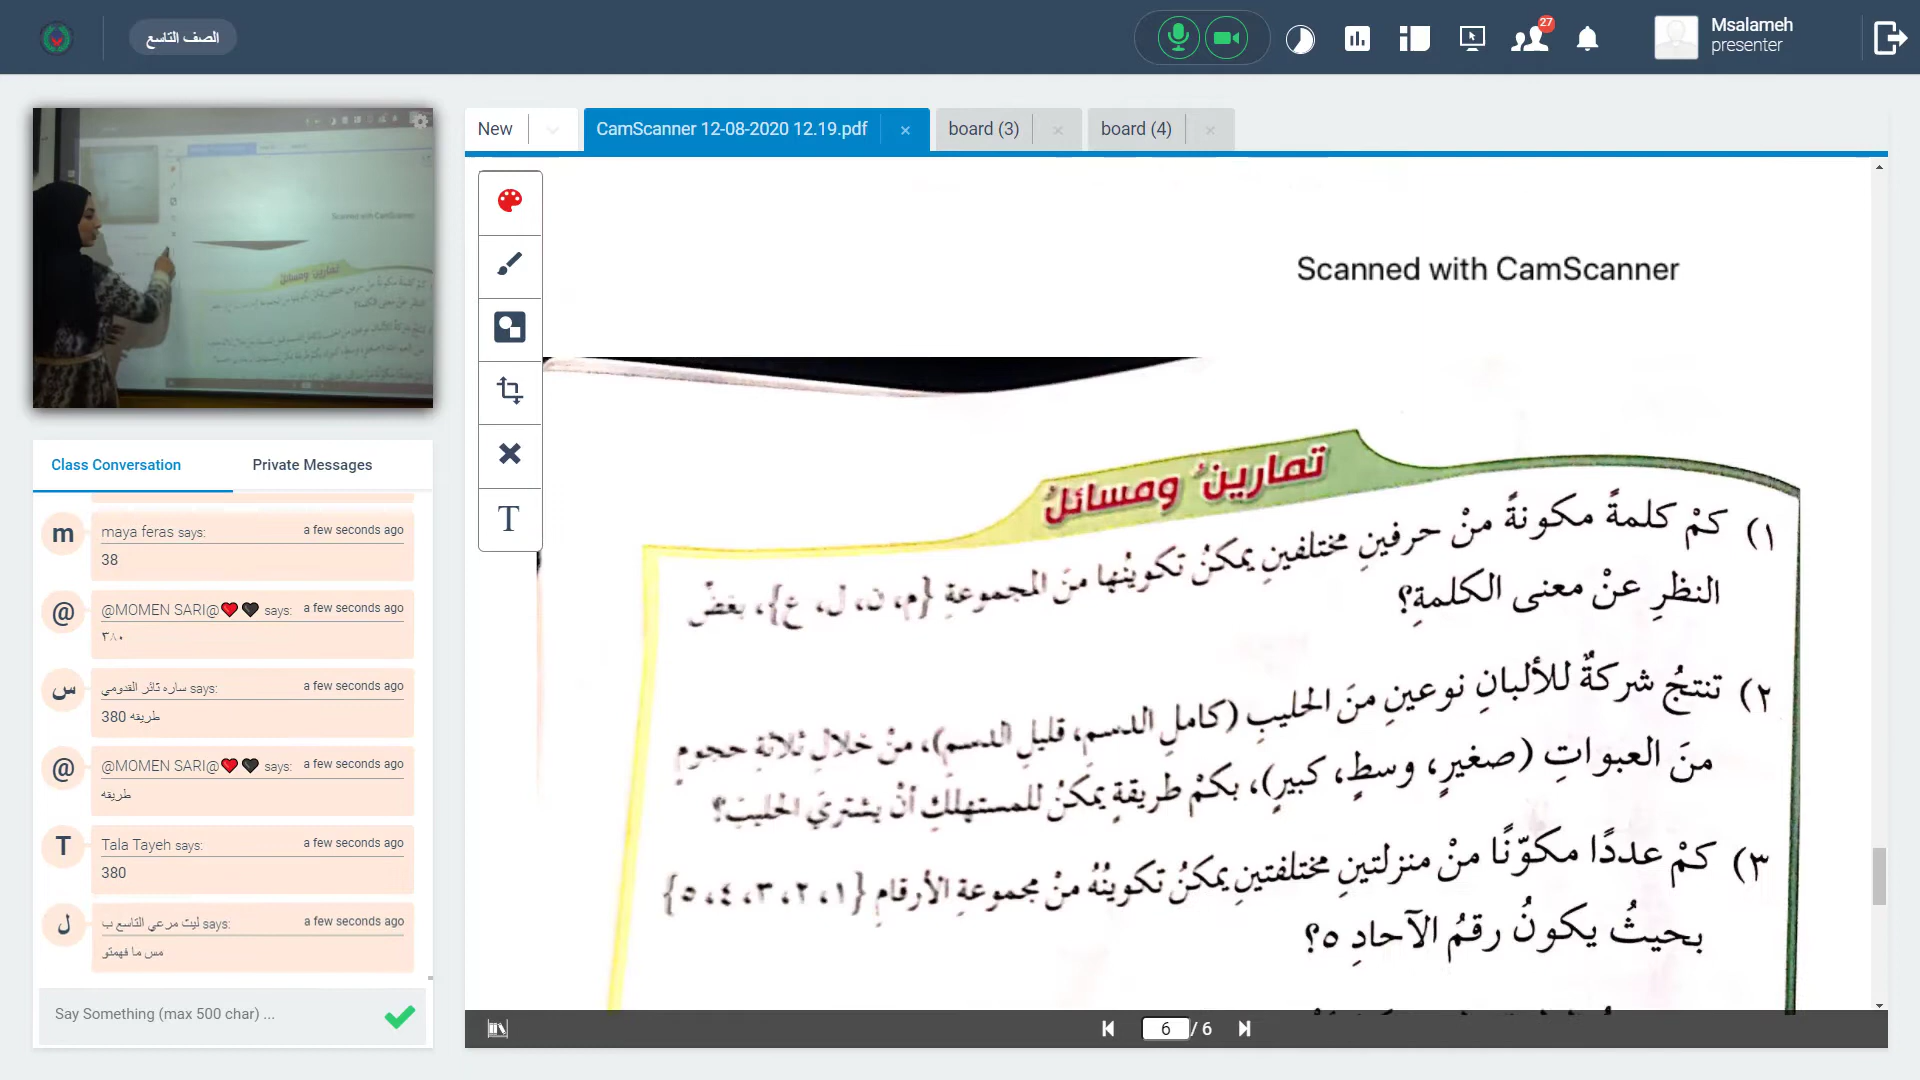 الصف التاسع
27
Msalameh
presenter
New
CamScanner 12-08-2020 12.19.pdf
board (3)
board (4)
Scanned with CamScanner
تمارينُ ومسائلُ
١) كمْ كلمةً مكونةً منْ حرفينِ مختلفينِ يمكنُ تكوينُها منَ المجموعةِ {م، ن، ل، ع}، بغضِّ
النظرِ عنْ معنى الكلمةِ؟
٢) تنتجُ شركةٌ للألبانِ نوعينِ منَ الحليبِ (كاملِ الدسمِ، قليلِ الدسمِ)، منْ خلالِ ثلاثةِ حجومٍ
منَ العبواتِ (صغيرٍ، وسطٍ، كبيرٍ)، بكمْ طريقةٍ يمكنُ للمستهلكِ أنْ يشتريَ الحليبَ؟
٣) كمْ عددًا مكوّنًا منْ منزلتينِ مختلفتينِ يمكنُ تكوينُهُ منْ مجموعةِ الأرقامِ {١، ٢، ٣، ٤، ٥}
بحيثُ يكونُ رقمُ الآحادِ ٥؟
6 / 6
T
Class Conversation
Private Messages
m
maya feras says:
a few seconds ago
38
@
@MOMEN SARI@❤️🖤 says:
a few seconds ago
٣٨٠
س
ساره ثائر القدومي says:
a few seconds ago
380 طريقه
@
@MOMEN SARI@❤️🖤 says:
a few seconds ago
طريقه
T
Tala Tayeh says:
a few seconds ago
380
ل
ليث مرعي التاسع ب says:
a few seconds ago
مس ما فهمتو
Say Something (max 500 char) ...